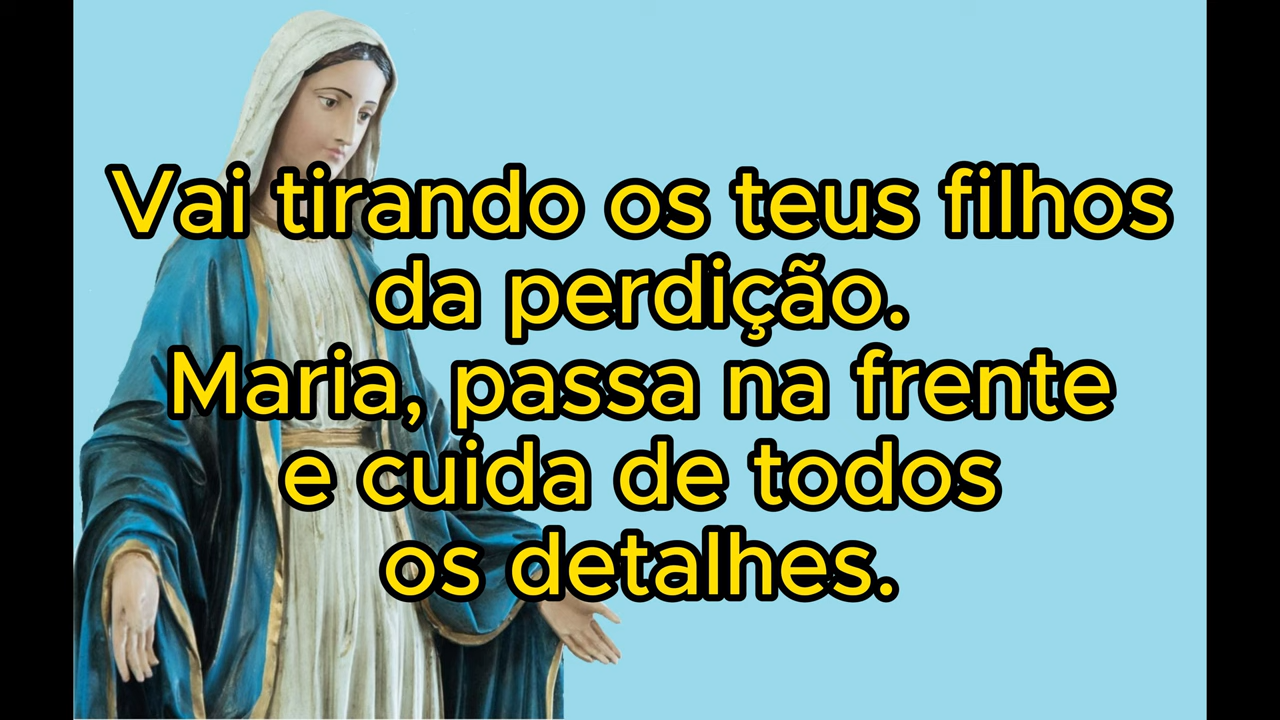 Vai tirando os teus filhos
da perdição.
Maria, passa na frente
e cuida de todos
os detalhes.